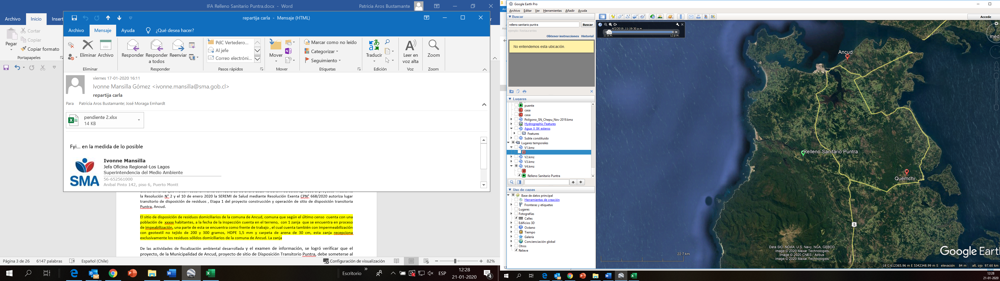 IFA Relleno Sanitario Puntra.docx - Word
Patricia Aros Bustamante
Archivo Inicio Insert
Pegar
Cortar
Copiar
Copiar formato
Portapapeles
repartija carla - Mensaje (HTML)
Archivo Mensaje Ayuda ¿Qué desea hacer?
Eliminar Archivo
Responder Responder a todos Reenviar
PdC Vertedero...
Al jefe
Correo electróni...
Mover
Marcar como no leído
Categorizar
Seguimiento
Traducir
Leer en voz alta
Zoom
Eliminar Responder Pasos rápidos Mover Etiquetas Edición Voz Zoom
viernes 17-01-2020 16:11
Ivonne Mansilla Gómez <ivonne.mansilla@sma.gob.cl>
repartija carla
Para Patricia Aros Bustamante; José Moraga Emhardt
pendiente 2.xlsx
14 KB
Fyi... en la medida de lo posible
SMA
Ivonne Mansilla
Jefa Oficina Regional-Los Lagos
Superintendencia del Medio Ambiente
56-652561000
Anibal Pinto 142, piso 6, Puerto Montt
la Resolución N° 2 y el 10 de enero 2020 la SEREMI de Salud mediante Resolución Exenta CPN° 668/2020 autoriza lugar
transitorio de disposición de residuos , Etapa 1 del proyecto construcción y operación de sitio de disposición transitoria
Puntra, Ancud.
El sitio de disposición de residuos domiciliarios de la comuna de Ancud, comuna que según el último censo cuenta con una
población de xxxxx habitantes, a la fecha de la inspección cuenta en el terreno, con 1 zanja que se encuentra en proceso
de impeabilización, una parte de esta se encuentra como frente de trabajo , el cual cuenta también con impermeabilización
con geotextil no tejido de 200 y 300 gramos, HDPE 1,5 mm y carpeta de arena de 30 cm, esta zanja recepciona
exclusivamente los residuos sólidos domiciliarios de la comuna de Ancud. La zanja
De las actividades de fiscalización ambiental desarrollada y el examen de información, se logró verificar que el
proyecto, de la Municipalidad de Ancud, proyecto de sitio de Disposición Transitorio Puntra, debe someterse al
Página 3 de 26 6147 palabras Español (Chile) Configuración de visualización 82%
Escritorio ESP 12:28
21-01-2020
4
Google Earth Pro
Archivo Editar Ver Herramientas Añadir Ayuda
Buscar
relleno sanitario puntra Buscar
ejemplo: Restaurantes
Obtener instrucciones Historial
No entendemos esta ubicación.
Lugares
puente
casa
casa
Polígono_SN_Chepu_Nov 2019.kmz
Hydrographic Features
Agua_X_84_esteros
Features
Subte constituido
Lugares temporales
V1.kmz
V
V2.kmz
V3.kmz
V4.kmz
V
Relleno Sanitario Puntra
Uso de capas
Base de datos principal
Herramientas de creación
Fronteras y etiquetas
Lugares
Fotografías
Calles
Edificios 3D
Océano
Tiempo
Galería
Concienciación global
Otros
Relieve
Accede
4/2/2019 11:19:30 a.m.
11 a.m. 12 p.m.
N
Ancud
Relleno Sanitario Puntra
Quemchi
5
22.7 km
Data SIO, NOAA, U.S. Navy, NGA, GEBCO
Image © 2020 Maxar Technologies
Image © 2020 CNES / Airbus
Image © 2020 Maxar Technologies
Google Eart
18 G 612365.96 m E 5342348.99 m S elevación 84 m alt. ojo 97.60 km
12:28
21-01-2020